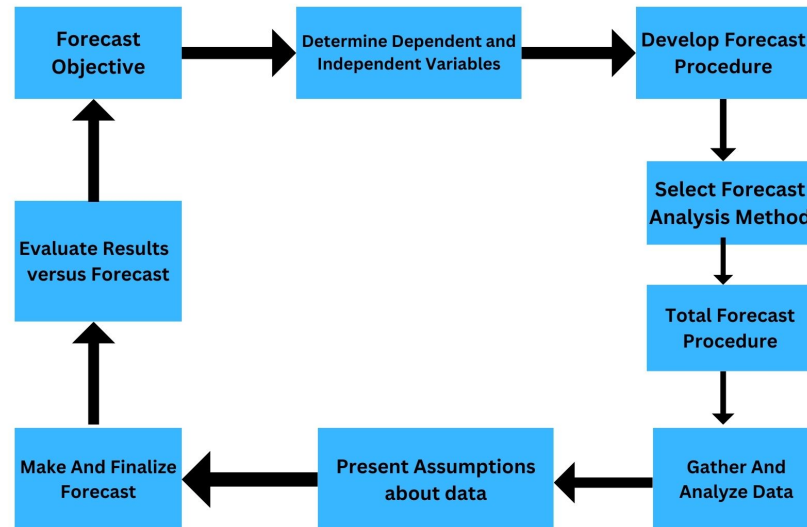 Forecast
Objective
Determine Dependent and
Independent Variables
Develop Forecast
Procedure
Select Forecast
Analysis Method
Total Forecast
Procedure
Gather And
Analyze Data
Present Assumptions
about data
Make And Finalize
Forecast
Evaluate Results
versus Forecast